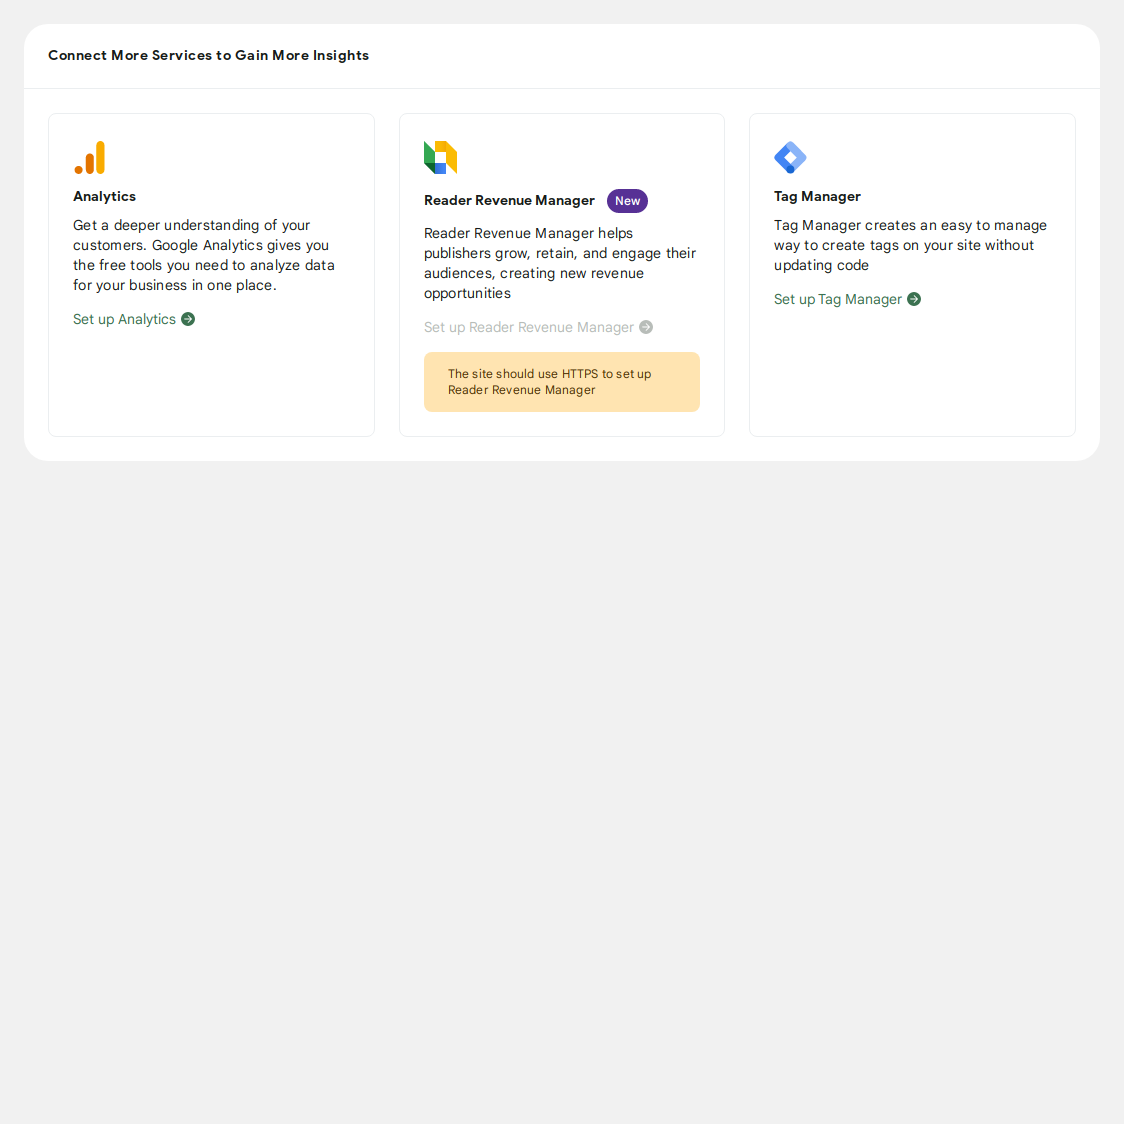 Connect More Services to Gain More Insights
Analytics
Get a deeper understanding of your
customers. Google Analytics gives you
the free tools you need to analyze data
for your business in one place.
Set up Analytics
Reader Revenue Manager New
Reader Revenue Manager helps
publishers grow, retain, and engage their
audiences, creating new revenue
opportunities
Set up Reader Revenue Manager
The site should use HTTPS to set up
Reader Revenue Manager
Tag Manager
Tag Manager creates an easy to manage
way to create tags on your site without
updating code
Set up Tag Manager